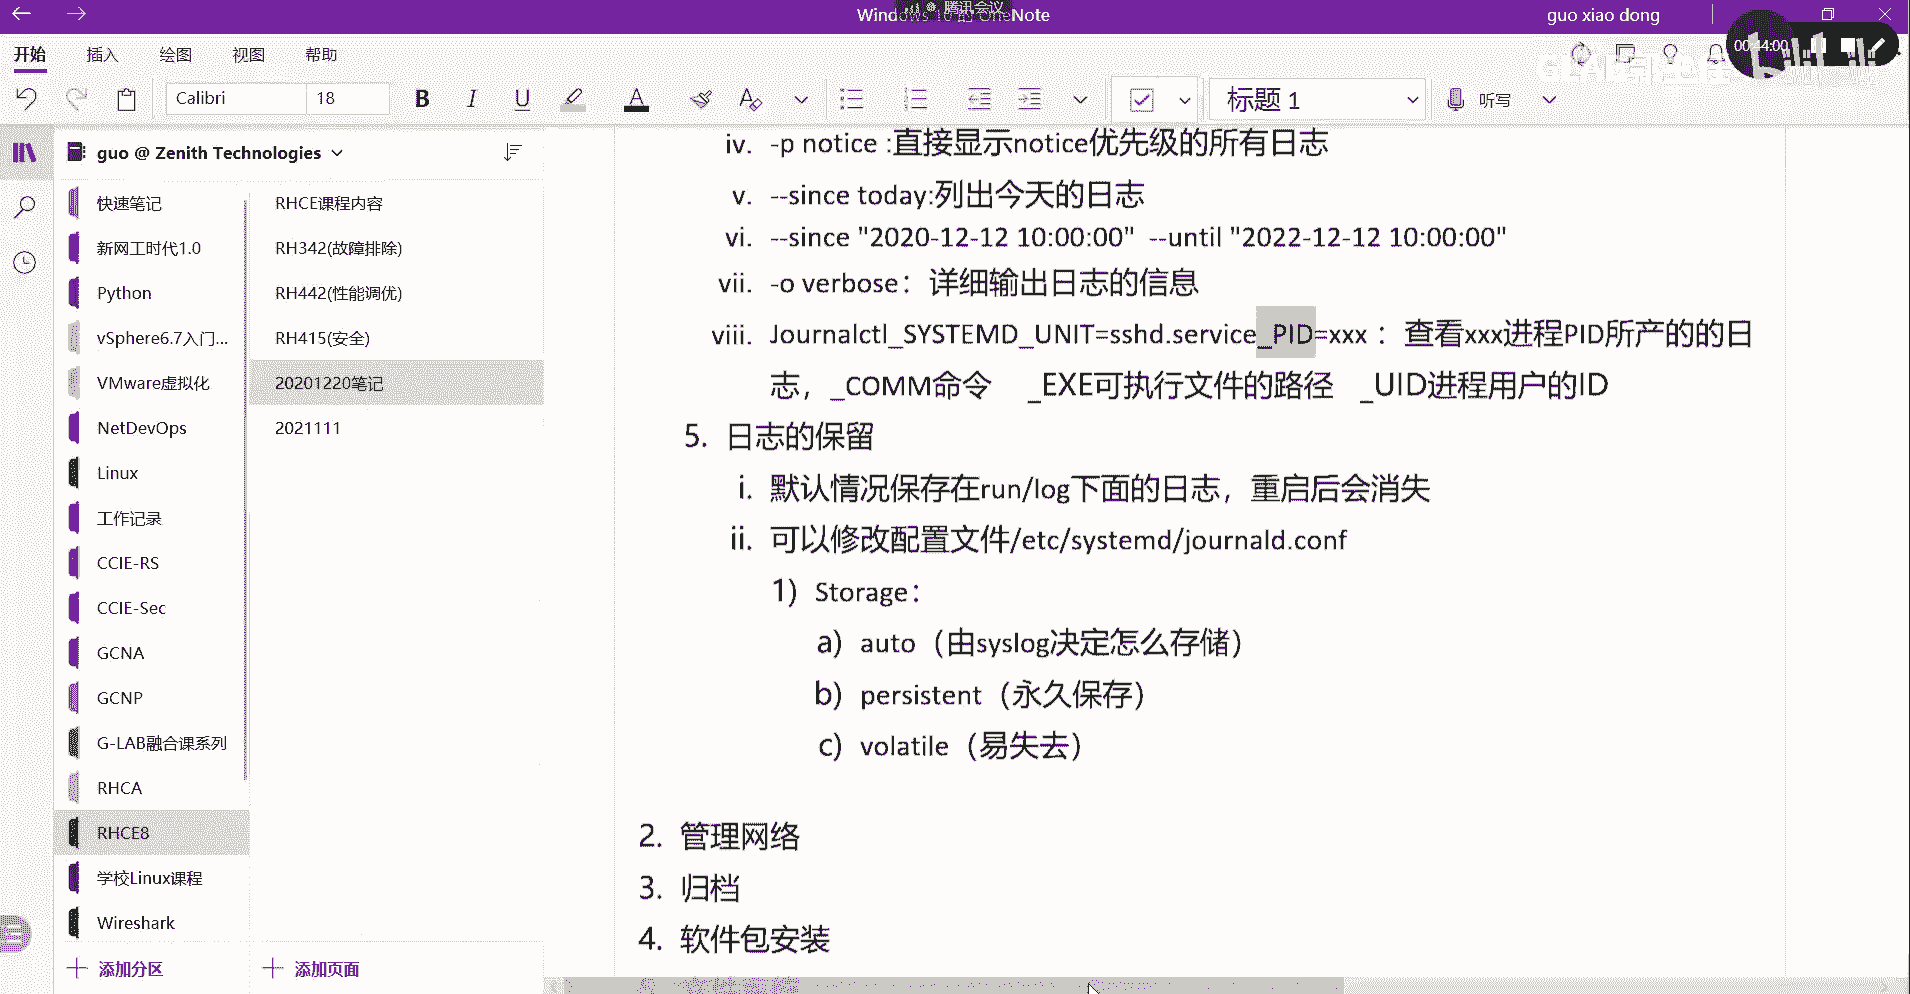 Windows 10 的 OneNote
腾讯会议
guo xiao dong
开始 插入 绘图 视图 帮助
00:44:00
Calibri 18 B I U A 标题 1 听写
guo @ Zenith Technologies
快速笔记
新网工时代1.0
Python
vSphere6.7入门...
VMware虚拟化
NetDevOps
Linux
工作记录
CCIE-RS
CCIE-Sec
GCNA
GCNP
G-LAB融合课系列
RHCA
RHCE8
学校Linux课程
Wireshark
添加分区
RHCE课程内容
RH342(故障排除)
RH442(性能调优)
RH415(安全)
20201220笔记
2021111
添加页面
iv. -p notice :直接显示notice优先级的所有日志
v. --since today:列出今天的日志
vi. --since "2020-12-12 10:00:00" --until "2022-12-12 10:00:00"
vii. -o verbose：详细输出日志的信息
viii. Journalctl_SYSTEMD_UNIT=sshd.service_PID=xxx ：查看xxx进程PID所产的的日
志，_COMM命令 _EXE可执行文件的路径 _UID进程用户的ID
5. 日志的保留
i. 默认情况保存在run/log下面的日志，重启后会消失
ii. 可以修改配置文件/etc/systemd/journald.conf
1) Storage：
a) auto（由syslog决定怎么存储）
b) persistent（永久保存）
c) volatile（易失去）
2. 管理网络
3. 归档
4. 软件包安装